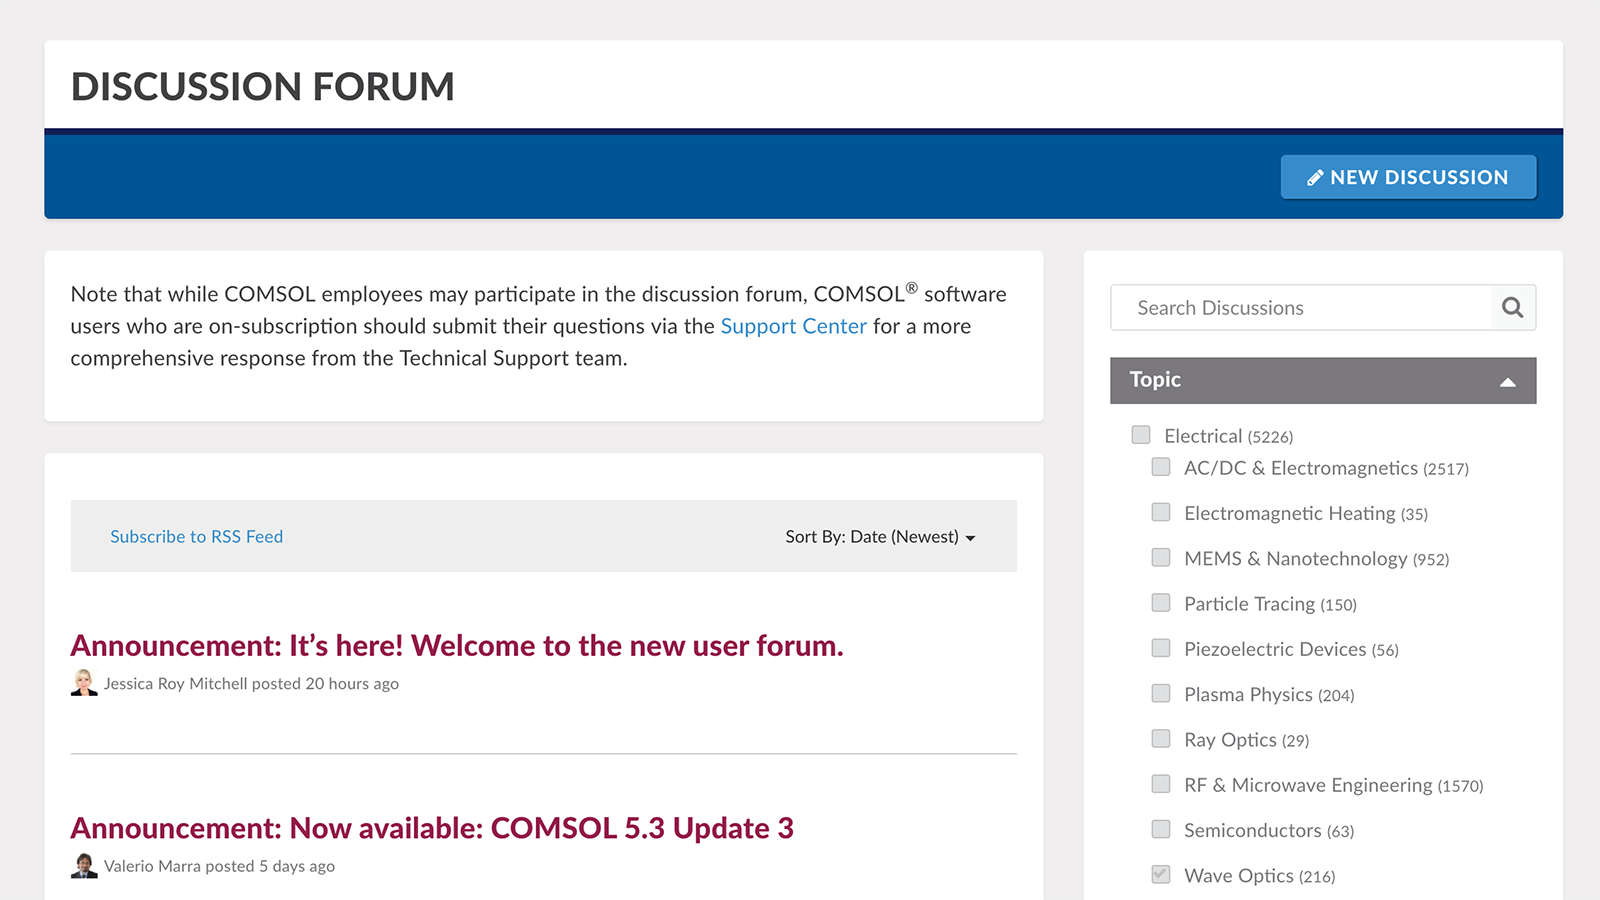 DISCUSSION FORUM
NEW DISCUSSION
Note that while COMSOL employees may participate in the discussion forum, COMSOL® software
users who are on-subscription should submit their questions via the Support Center for a more
comprehensive response from the Technical Support team.
Subscribe to RSS Feed
Sort By: Date (Newest)
Announcement: It’s here! Welcome to the new user forum.
Jessica Roy Mitchell posted 20 hours ago
Announcement: Now available: COMSOL 5.3 Update 3
Valerio Marra posted 5 days ago
Search Discussions
Topic
Electrical (5226)
AC/DC & Electromagnetics (2517)
Electromagnetic Heating (35)
MEMS & Nanotechnology (952)
Particle Tracing (150)
Piezoelectric Devices (56)
Plasma Physics (204)
Ray Optics (29)
RF & Microwave Engineering (1570)
Semiconductors (63)
Wave Optics (216)